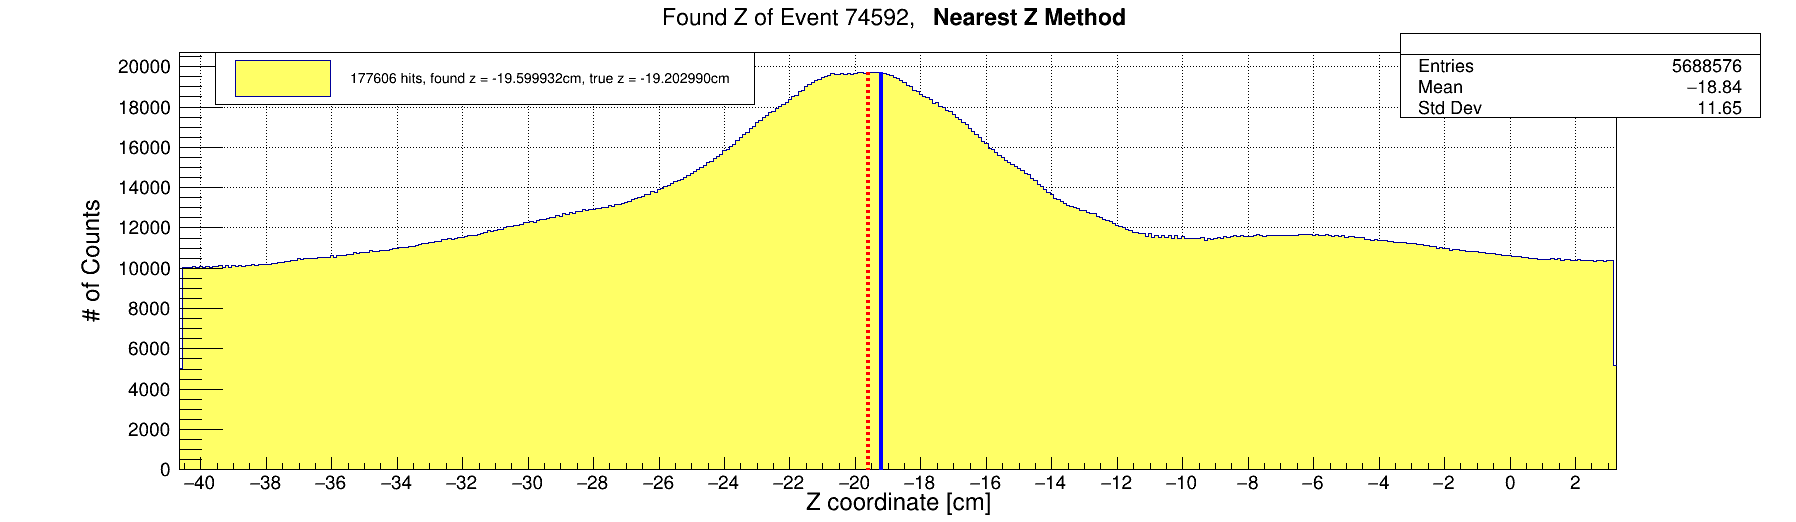 Found Z of Event 74592, Nearest Z Method
177606 hits, found z = -19.599932cm, true z = -19.202990cm
Entries 5688576
Mean −18.84
Std Dev 11.65
# of Counts
20000
18000
16000
14000
12000
10000
8000
6000
4000
2000
0
−40 −38 −36 −34 −32 −30 −28 −26 −24 −22 −20 −18 −16 −14 −12 −10 −8 −6 −4 −2 0 2
Z coordinate [cm]